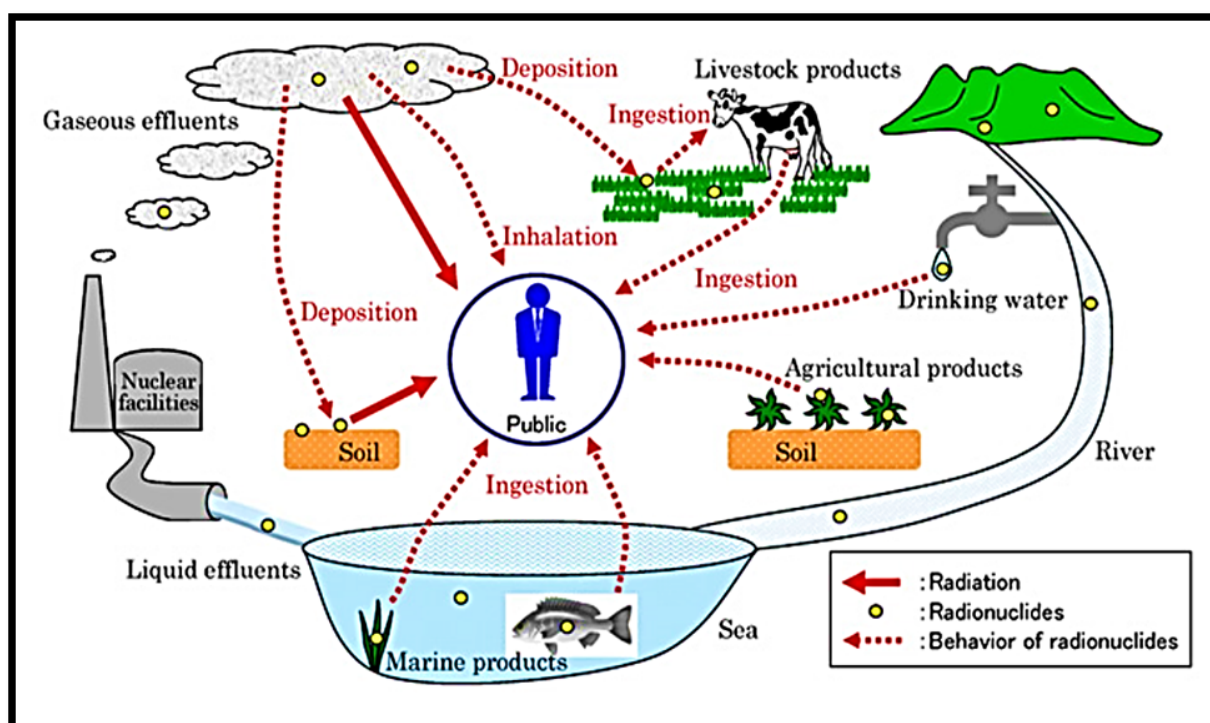 Deposition
Livestock products
Gaseous effluents
Ingestion
Inhalation
Ingestion
Drinking water
Deposition
Agricultural products
Nuclear
facilities
Public
Soil
Soil
River
Ingestion
Liquid effluents
Sea
Marine products
:Radiation
:Radionuclides
:Behavior of radionuclides